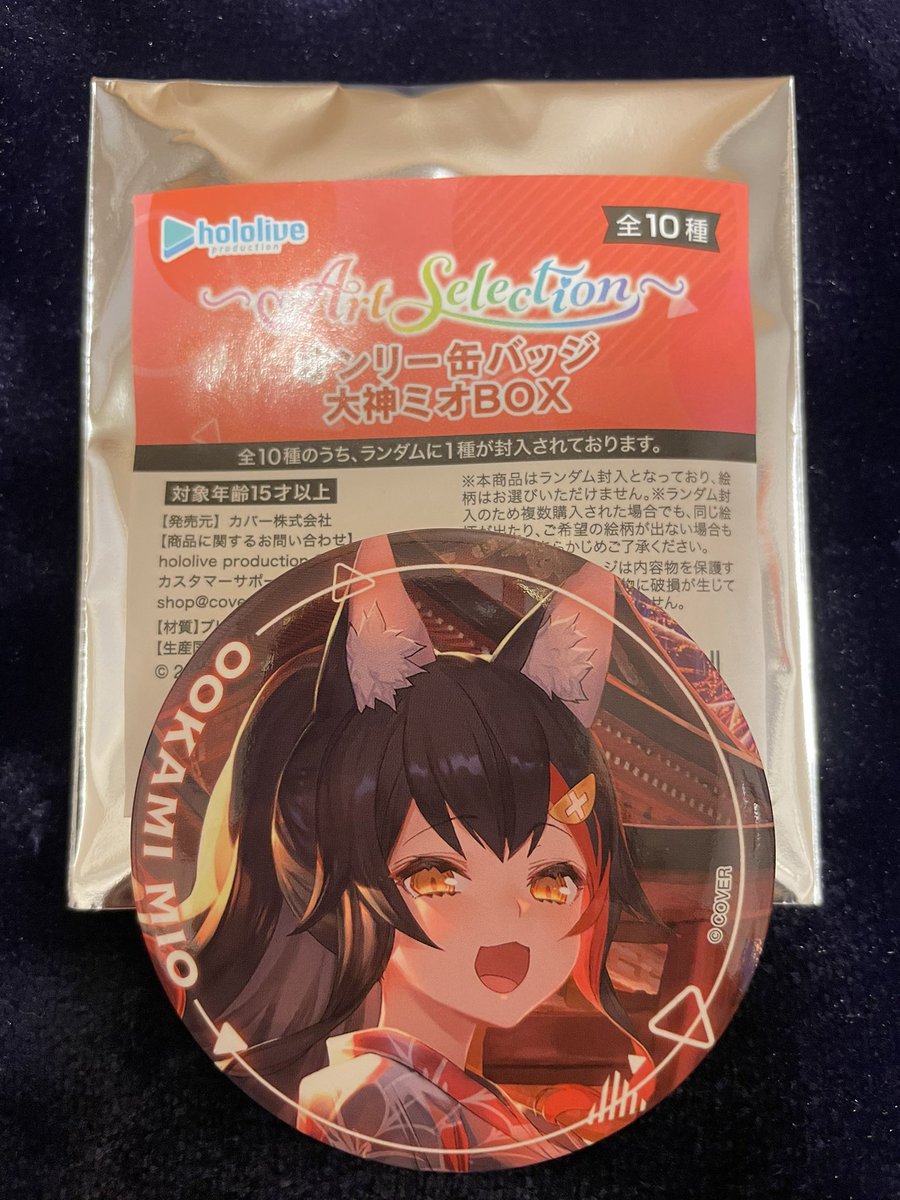 hololive
production
全10種
Art Selection
ンリー缶バッジ
大神ミオBOX
全10種のうち、ランダムに1種が封入されております。
対象年齢15才以上
【発売元】カバー株式会社
【商品に関するお問い合わせ】
hololive production
カスタマーサポー
shop@cove
【材質】ブリ
【生産国
© 2
※本商品はランダム封入となっており、絵
柄はお選びいただけません。※ランダム封
入のため複数購入された場合でも、同じ絵
が出たり、ご希望の絵柄が出ない場合も
らかじめご了承ください。
ジは内容物を保護す
物に破損が生じて
せん。
OOKAMI MIO
© COVER